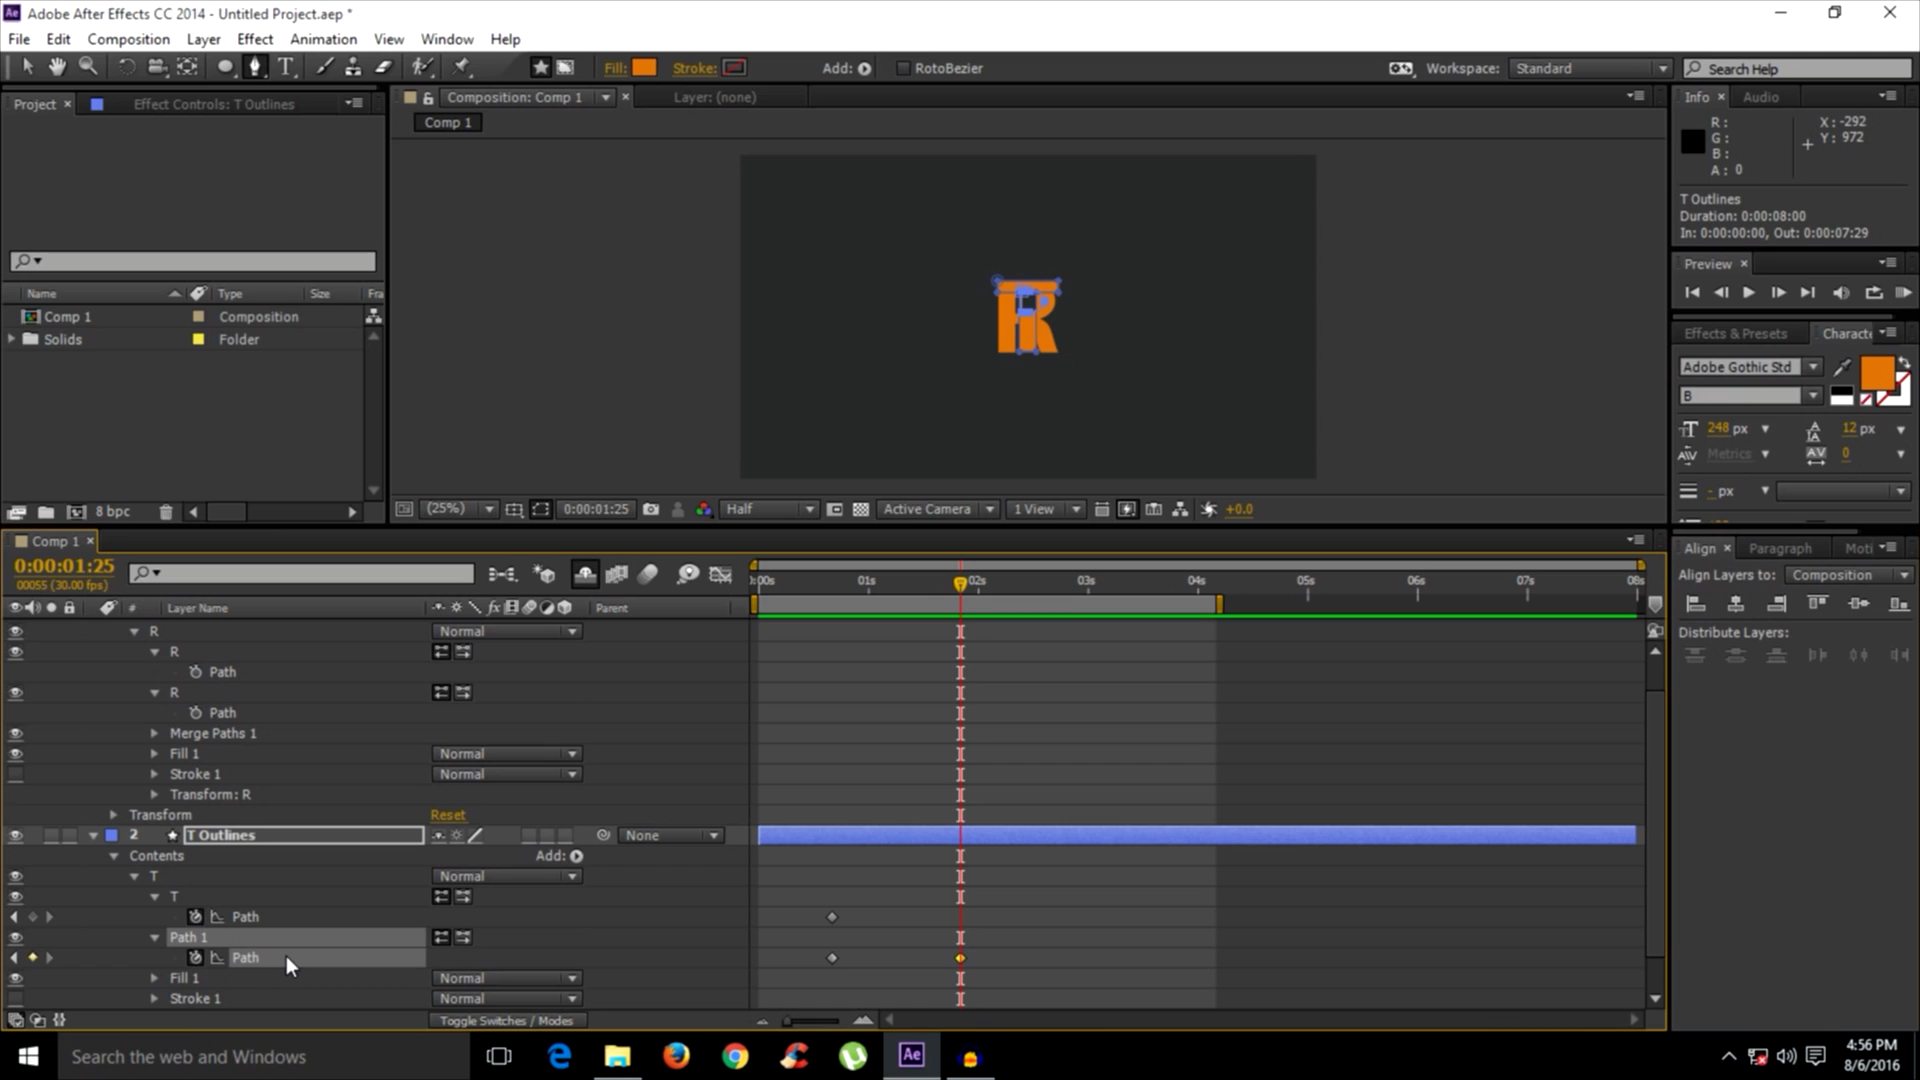 Adobe After Effects CC 2014 - Untitled Project.aep *
File Edit Composition Layer Effect Animation View Window Help
Fill: Stroke: Add: RotoBezier Workspace: Standard Search Help
Project × Effect Controls: T Outlines
Composition: Comp 1 × Layer: (none)
Comp 1
Info × Audio
R: X: -292
G: Y: 972
B:
A: 0
T Outlines
Duration: 0:00:08:00
In: 0:00:00:00, Out: 0:00:07:29
Preview ×
Name Type Size Fra
Comp 1 Composition
Solids Folder
R
Effects & Presets Characte
Adobe Gothic Std
B
248 px 12 px
Metrics 0
- px
8 bpc
(25%) 0:00:01:25 Half Active Camera 1 View +0.0
Comp 1 ×
0:00:01:25
00055 (30.00 fps)
# Layer Name fx Parent
0:00s 01s 02s 03s 04s 05s 06s 07s 08s
Align × Paragraph Moti
Align Layers to: Composition
Distribute Layers:
R Normal
R
Path
R
Path
Merge Paths 1
Fill 1 Normal
Stroke 1 Normal
Transform: R
Transform Reset
2 T Outlines None
Contents Add:
T Normal
T
Path
Path 1
Path
Fill 1 Normal
Stroke 1 Normal
Toggle Switches / Modes
Search the web and Windows
Ae
4:56 PM
8/6/2016